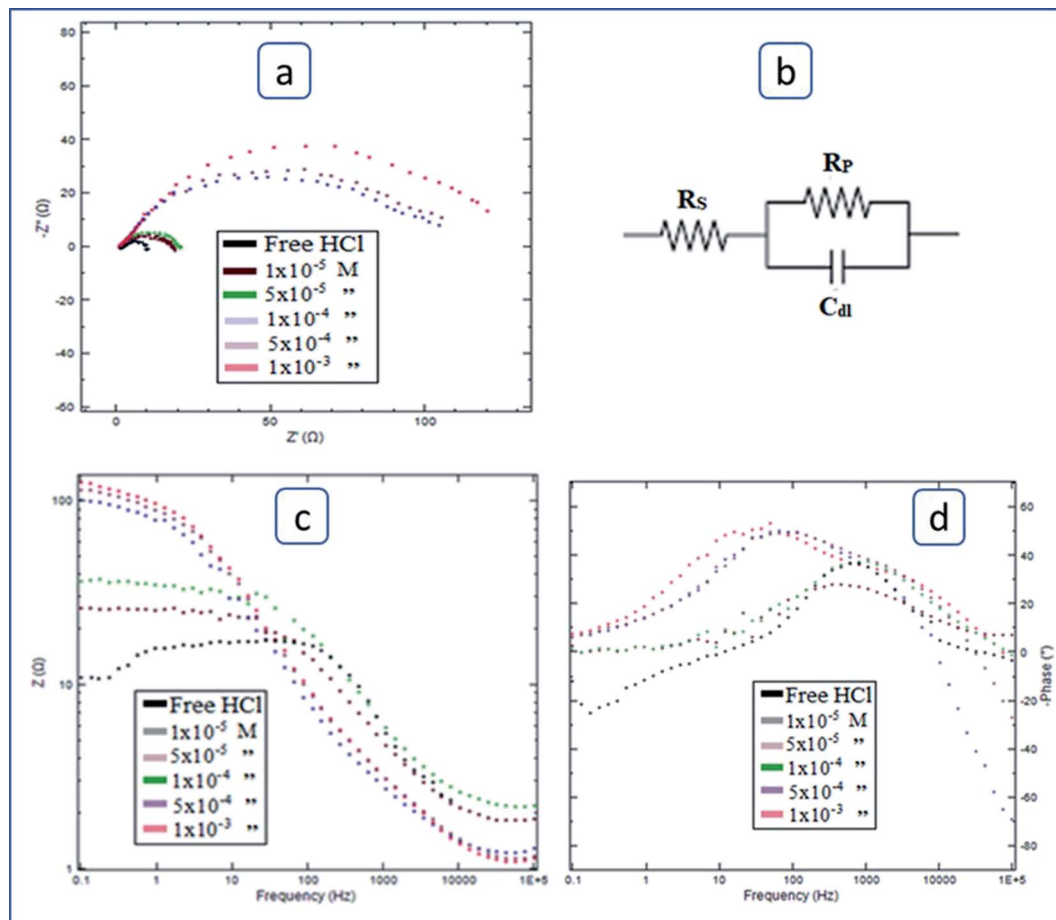 a
80
60
40
20
0
-20
-40
-60
-Z" (Ω)
Free HCl
1x10⁻⁵ M
5x10⁻⁵ ”
1x10⁻⁴ ”
5x10⁻⁴ ”
1x10⁻³ ”
0 50 100
Z' (Ω)
b
R_S
R_P
C_dl
c
100
10
1
Z (Ω)
Free HCl
1x10⁻⁵ M
5x10⁻⁵ ”
1x10⁻⁴ ”
5x10⁻⁴ ”
1x10⁻³ ”
0.1 1 10 100 1000 10000 1E+5
Frequency (Hz)
d
60
40
20
0
-20
-40
-60
-80
-Phase (°)
Free HCl
1x10⁻⁵ M
5x10⁻⁵ ”
1x10⁻⁴ ”
5x10⁻⁴ ”
1x10⁻³ ”
0.1 1 10 100 1000 10000 1E+5
Frequency (Hz)